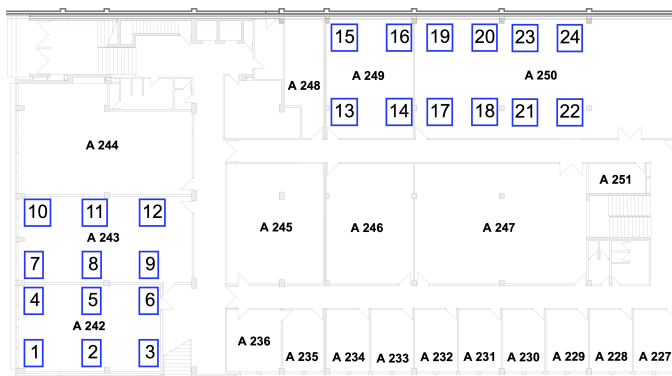 15 16 19 20 23 24
A 248 A 249 A 250
13 14 17 18 21 22
A 244
A 251
10 11 12
A 243
A 245 A 246 A 247
7 8 9
4 5 6
A 242
A 236
1 2 3
A 235 A 234 A 233 A 232 A 231 A 230 A 229 A 228 A 227